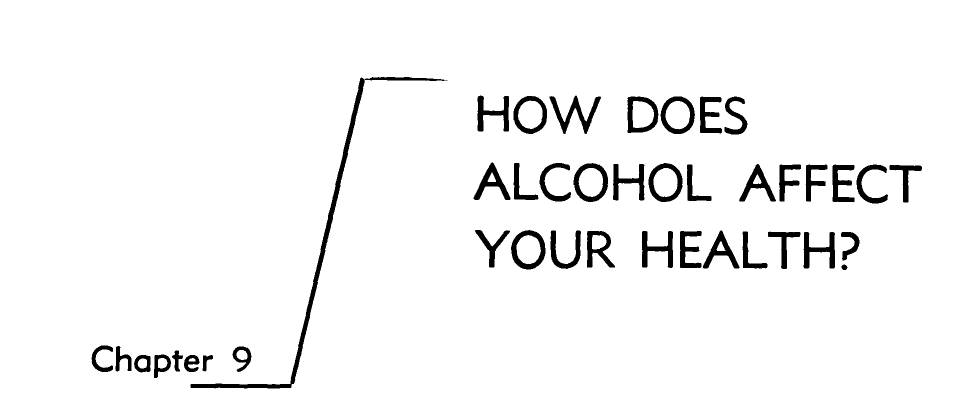 HOW DOES
ALCOHOL AFFECT
YOUR HEALTH?
Chapter 9